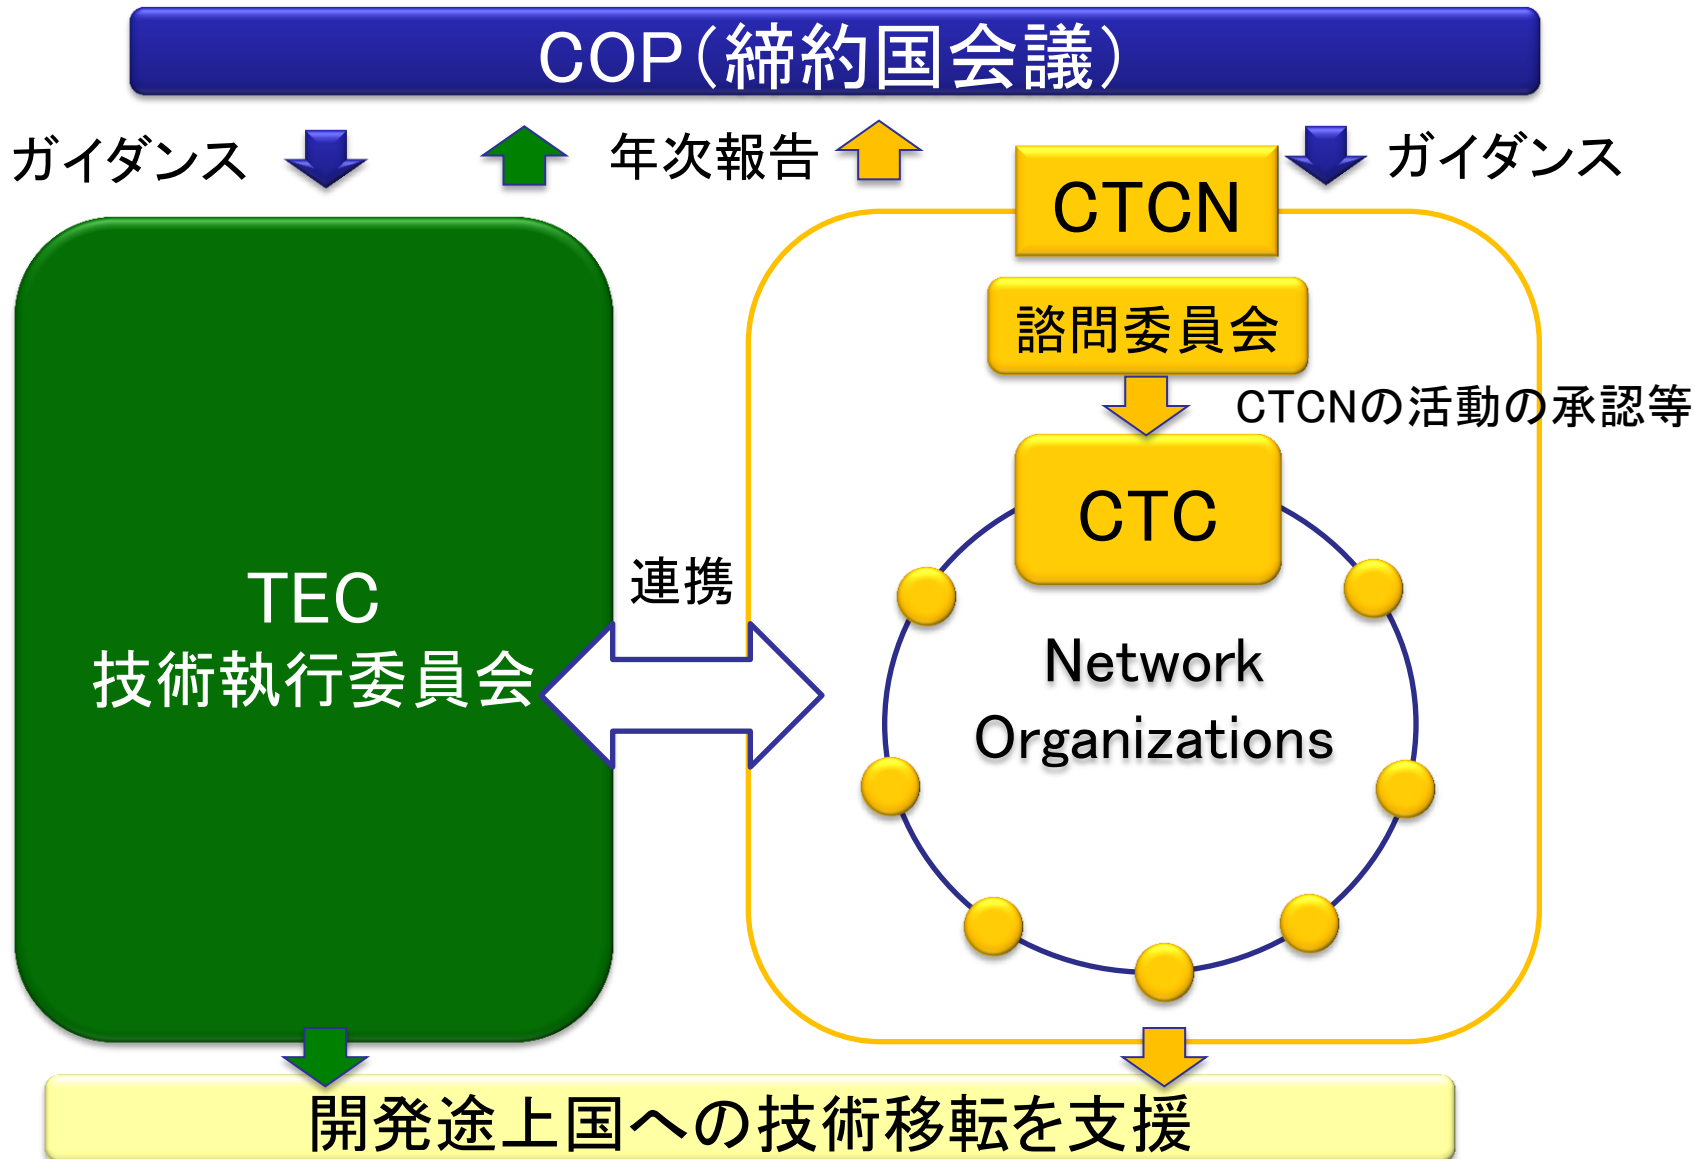 COP（締約国会議）
ガイダンス
年次報告
ガイダンス
CTCN
諮問委員会
CTCNの活動の承認等
CTC
連携
TEC
技術執行委員会
Network
Organizations
開発途上国への技術移転を支援